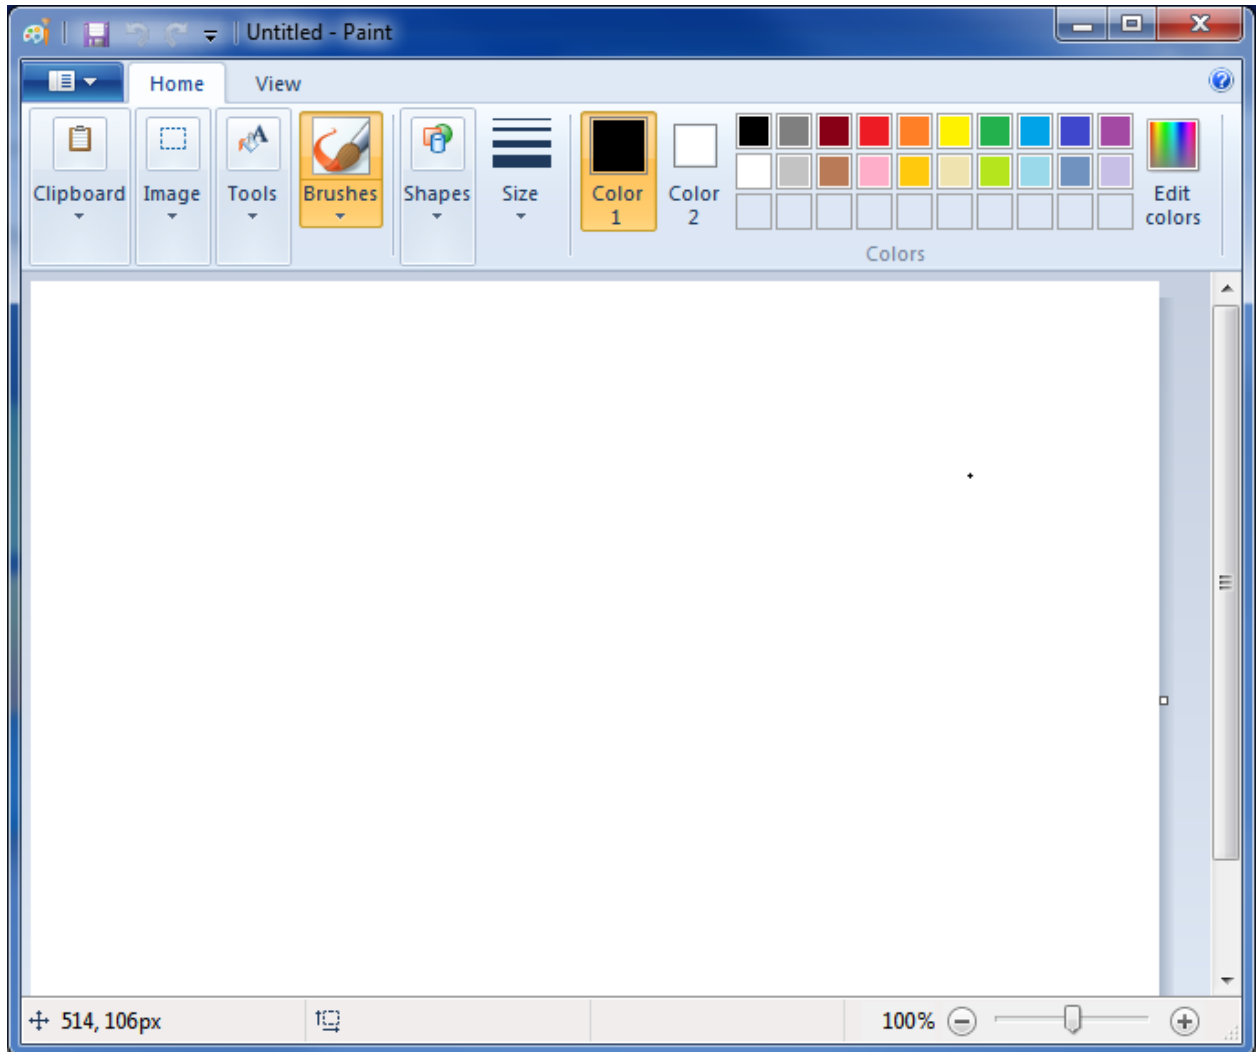 Untitled - Paint
Home View
Clipboard Image Tools Brushes Shapes Size Color 1 Color 2 Edit colors
Colors
514, 106px 100%